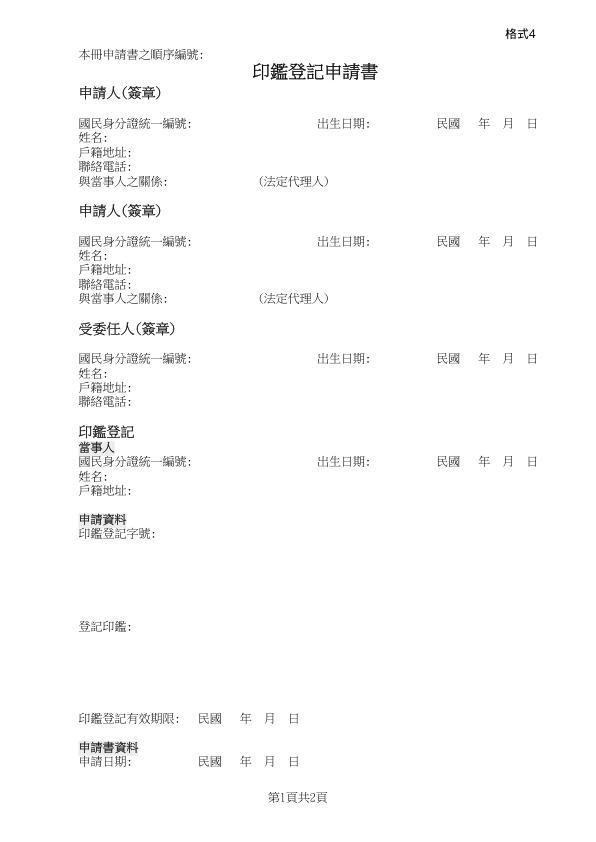 格式4
本冊申請書之順序編號:
印鑑登記申請書
申請人(簽章)
國民身分證統一編號: 出生日期: 民國 年 月 日
姓名:
戶籍地址:
聯絡電話:
與當事人之關係: (法定代理人)
申請人(簽章)
國民身分證統一編號: 出生日期: 民國 年 月 日
姓名:
戶籍地址:
聯絡電話:
與當事人之關係: (法定代理人)
受委任人(簽章)
國民身分證統一編號: 出生日期: 民國 年 月 日
姓名:
戶籍地址:
聯絡電話:
印鑑登記
當事人
國民身分證統一編號: 出生日期: 民國 年 月 日
姓名:
戶籍地址:
申請資料
印鑑登記字號:
登記印鑑:
印鑑登記有效期限: 民國 年 月 日
申請書資料
申請日期: 民國 年 月 日
第1頁共2頁